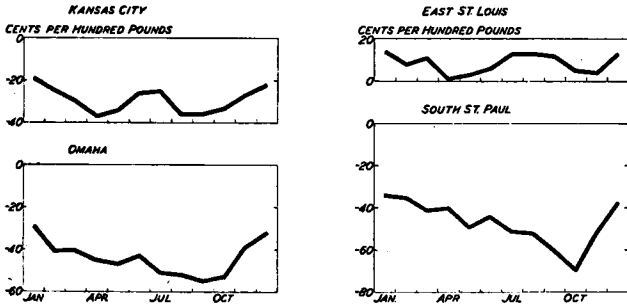 KANSAS CITY
CENTS PER HUNDRED POUNDS
0
-20
-40
OMAHA
0
-20
-40
-60
JAN APR JUL OCT
EAST ST. LOUIS
CENTS PER HUNDRED POUNDS
20
0
SOUTH ST. PAUL
0
-20
-40
-60
-80
JAN. APR JUL OCT